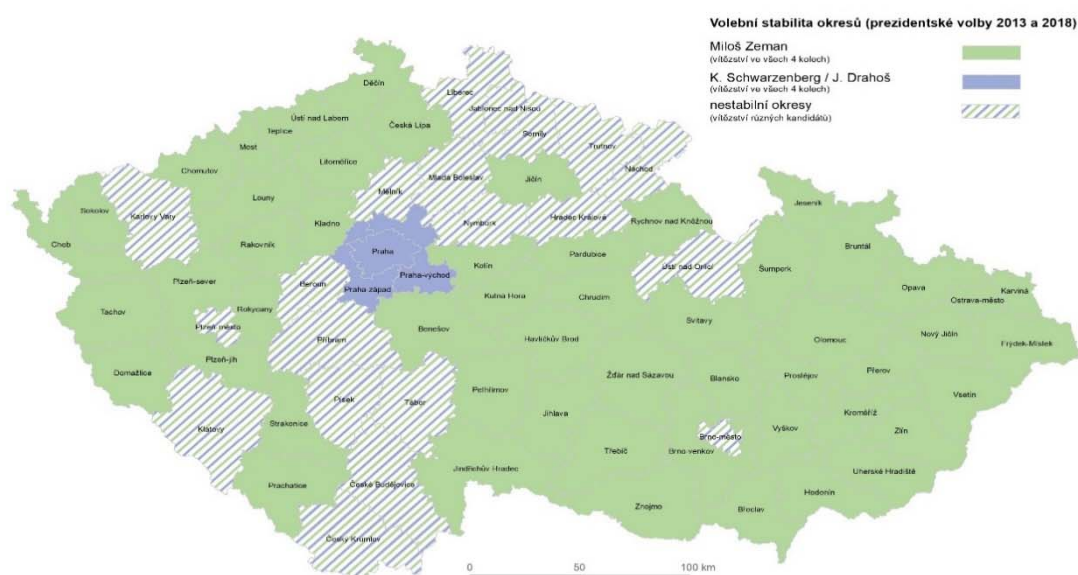 Volební stabilita okresů (prezidentské volby 2013 a 2018)
Miloš Zeman
(vítězství ve všech 4 kolech)
K. Schwarzenberg / J. Drahoš
(vítězství ve všech 4 kolech)
nestabilní okresy
(vítězství různých kandidátů)
Děčín
Liberec
Jablonec nad Nisou
Ústí nad Labem
Teplice
Česká Lípa
Semily
Most
Trutnov
Litoměřice
Náchod
Chomutov
Mladá Boleslav
Jičín
Mělník
Louny
Sokolov
Karlovy Vary
Kladno
Nymburk
Hradec Králové
Rychnov nad Kněžnou
Jeseník
Cheb
Rakovník
Praha
Bruntál
Pardubice
Kolín
Praha-východ
Ústí nad Orlicí
Šumperk
Plzeň-sever
Beroun
Praha západ
Opava
Karviná
Kutná Hora
Chrudim
Ostrava-město
Tachov
Rokycany
Svitavy
Plzeň město
Benešov
Nový Jičín
Příbram
Havlíčkův Brod
Olomouc
Frýdek-Místek
Plzeň-jih
Domažlice
Žďár nad Sázavou
Blansko
Prostějov
Přerov
Pelhřimov
Vsetín
Písek
Tábor
Jihlava
Kroměříž
Klatovy
Strakonice
Vyškov
Zlín
Brno-město
Třebíč
Brno-venkov
Jindřichův Hradec
Uherské Hradiště
Prachatice
České Budějovice
Hodonín
Znojmo
Břeclav
Český Krumlov
0 50 100 km